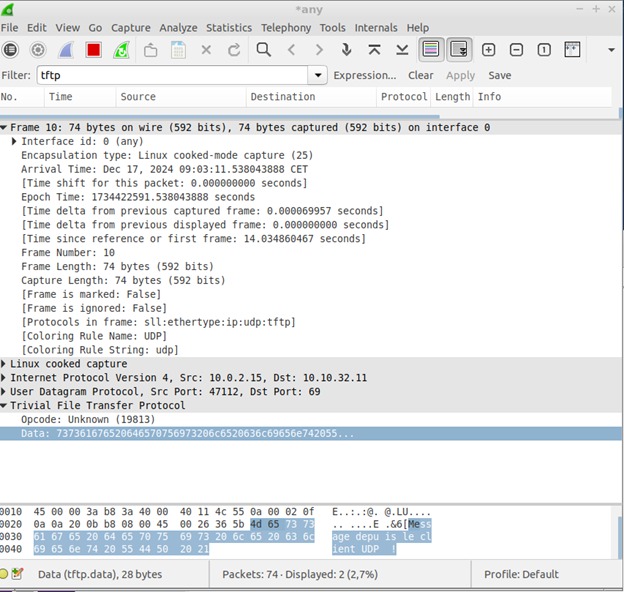 *any
File Edit View Go Capture Analyze Statistics Telephony Tools Internals Help
Filter: tftp Expression... Clear Apply Save
No. Time Source Destination Protocol Length Info
Frame 10: 74 bytes on wire (592 bits), 74 bytes captured (592 bits) on interface 0
Interface id: 0 (any)
Encapsulation type: Linux cooked-mode capture (25)
Arrival Time: Dec 17, 2024 09:03:11.538043888 CET
[Time shift for this packet: 0.000000000 seconds]
Epoch Time: 1734422591.538043888 seconds
[Time delta from previous captured frame: 0.000069957 seconds]
[Time delta from previous displayed frame: 0.000000000 seconds]
[Time since reference or first frame: 14.034860467 seconds]
Frame Number: 10
Frame Length: 74 bytes (592 bits)
Capture Length: 74 bytes (592 bits)
[Frame is marked: False]
[Frame is ignored: False]
[Protocols in frame: sll:ethertype:ip:udp:tftp]
[Coloring Rule Name: UDP]
[Coloring Rule String: udp]
Linux cooked capture
Internet Protocol Version 4, Src: 10.0.2.15, Dst: 10.10.32.11
User Datagram Protocol, Src Port: 47112, Dst Port: 69
Trivial File Transfer Protocol
Opcode: Unknown (19813)
Data: 737361676520646570756973206c6520636c69656e742055...
0010 45 00 00 3a b8 3a 40 00 40 11 4c 55 0a 00 02 0f E..:.:@. @.LU....
0020 0a 0a 20 0b b8 08 00 45 00 26 36 5b 4d 65 73 73 .. ....E .&6[Mess
0030 61 67 65 20 64 65 70 75 69 73 20 6c 65 20 63 6c age depu is le cl
0040 69 65 6e 74 20 55 44 50 20 21 ient UDP !
Data (tftp.data), 28 bytes Packets: 74 · Displayed: 2 (2,7%) Profile: Default